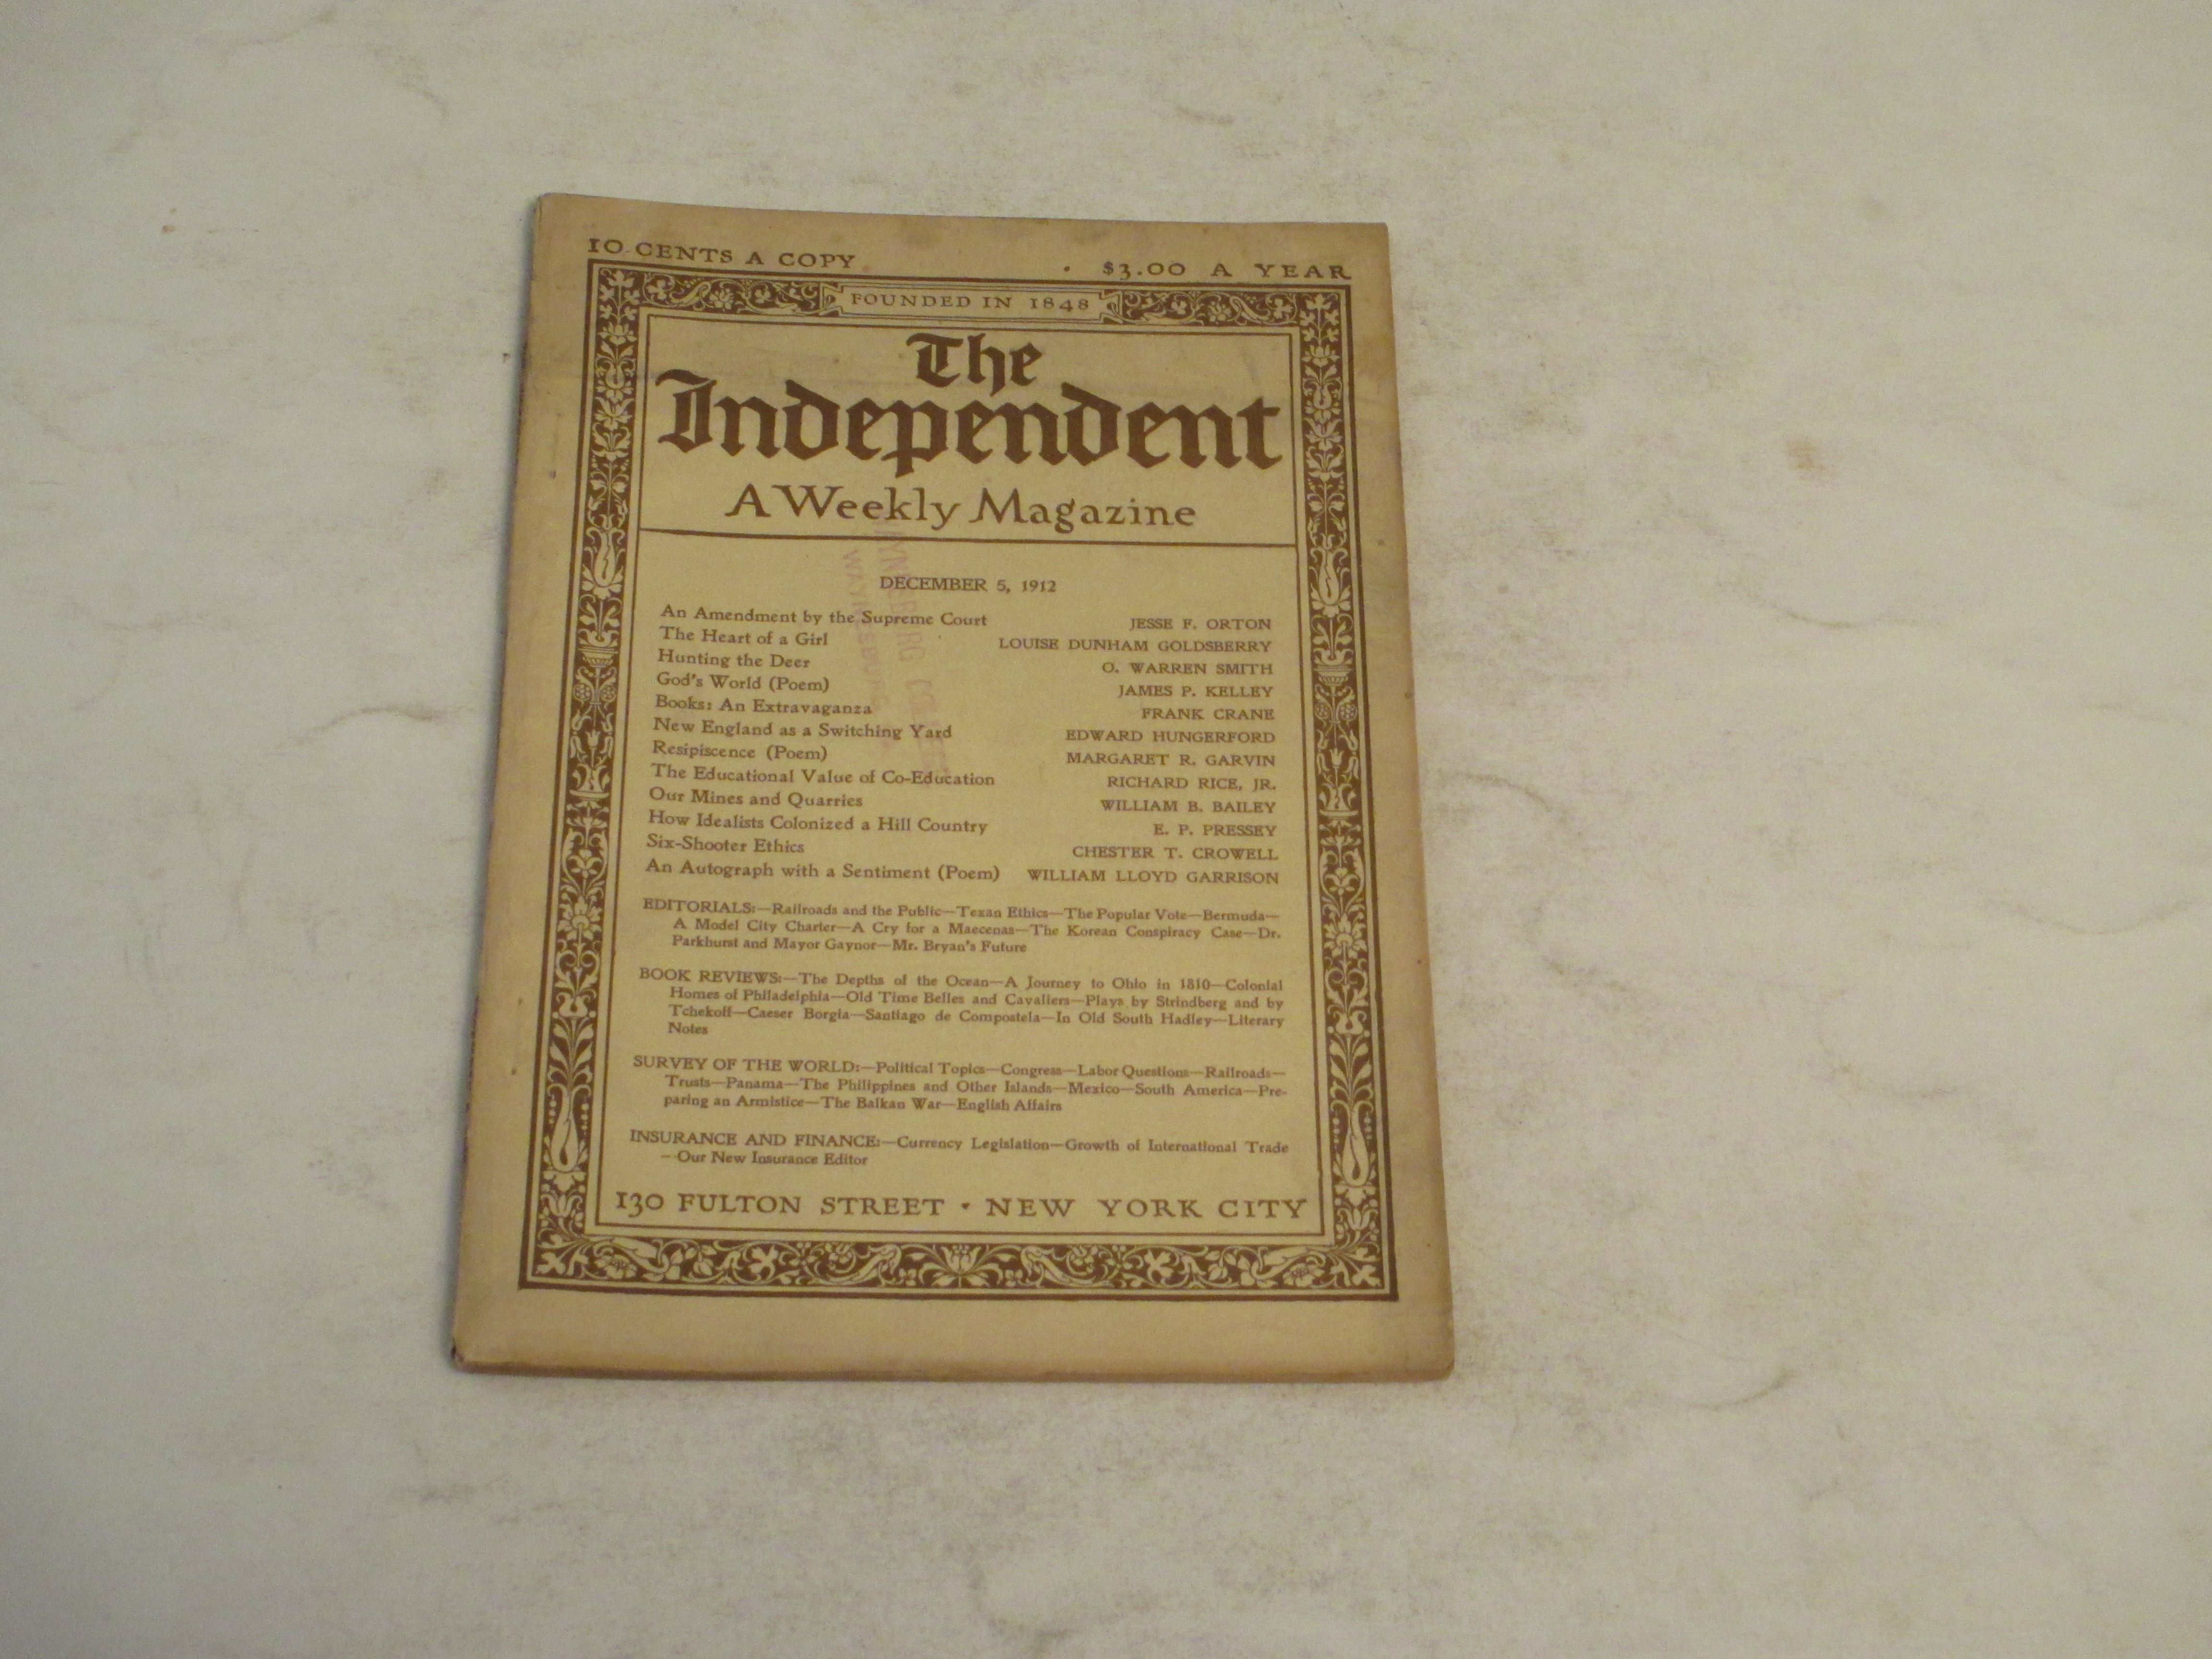 10 CENTS A COPY · $3.00 A YEAR
FOUNDED IN 1848
The
Independent
A Weekly Magazine
DECEMBER 5, 1912
An Amendment by the Supreme Court JESSE F. ORTON
The Heart of a Girl LOUISE DUNHAM GOLDSBERRY
Hunting the Deer O. WARREN SMITH
God's World (Poem) JAMES P. KELLEY
Books: An Extravaganza FRANK CRANE
New England as a Switching Yard EDWARD HUNGERFORD
Resipiscence (Poem) MARGARET R. GARVIN
The Educational Value of Co-Education RICHARD RICE, JR.
Our Mines and Quarries WILLIAM B. BAILEY
How Idealists Colonized a Hill Country E. P. PRESSEY
Six-Shooter Ethics CHESTER T. CROWELL
An Autograph with a Sentiment (Poem) WILLIAM LLOYD GARRISON
EDITORIALS:—Railroads and the Public—Texan Ethics—The Popular Vote—Bermuda—
A Model City Charter—A Cry for a Maecenas—The Korean Conspiracy Case—Dr.
Parkhurst and Mayor Gaynor—Mr. Bryan's Future
BOOK REVIEWS:—The Depths of the Ocean—A Journey to Ohio in 1810—Colonial
Homes of Philadelphia—Old Time Belles and Cavaliers—Plays by Strindberg and by
Tchekoff—Caeser Borgia—Santiago de Compostela—In Old South Hadley—Literary
Notes
SURVEY OF THE WORLD:—Political Topics—Congress—Labor Questions—Railroads—
Trusts—Panama—The Philippines and Other Islands—Mexico—South America—Pre-
paring an Armistice—The Balkan War—English Affairs
INSURANCE AND FINANCE:—Currency Legislation—Growth of International Trade
—Our New Insurance Editor
130 FULTON STREET · NEW YORK CITY